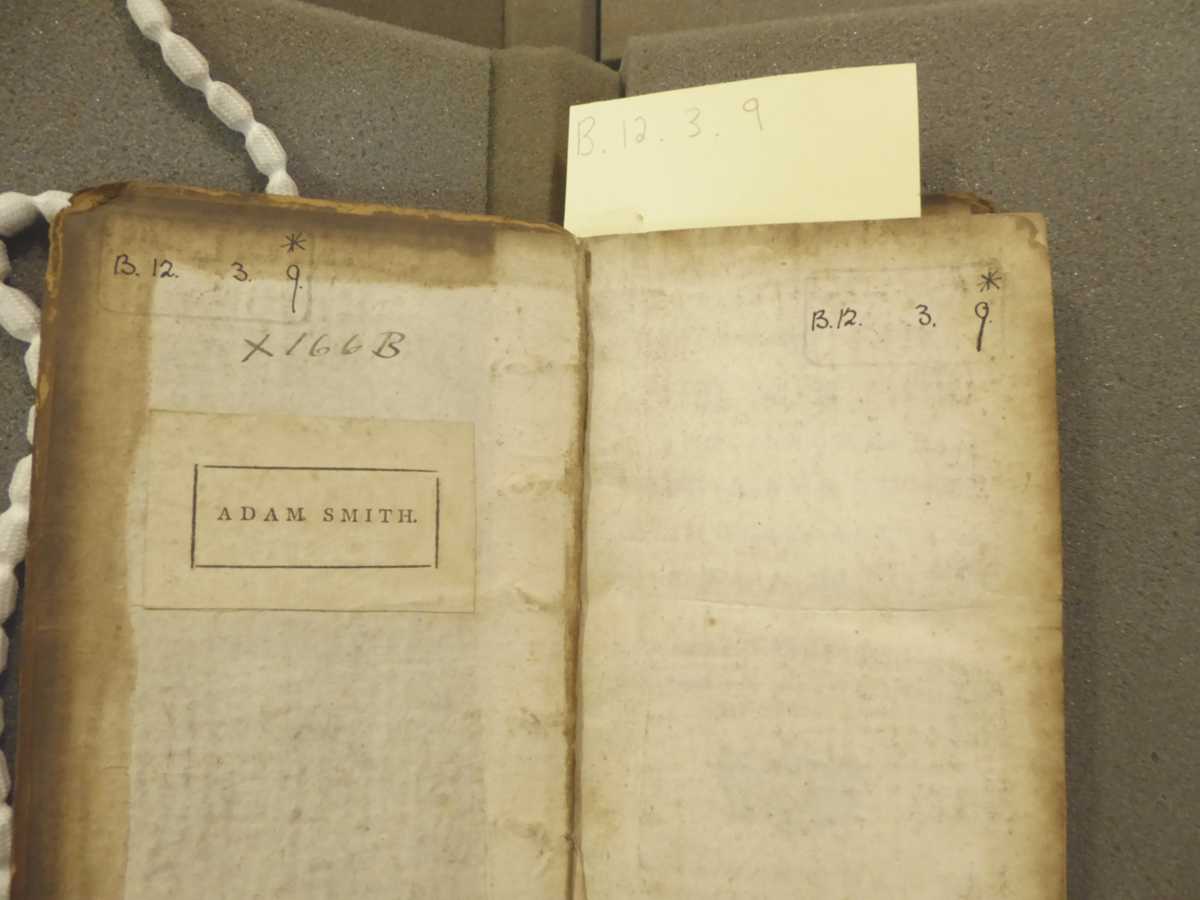 B. 12. 3. 9
*
B. 12. 3. 9.
X166B
ADAM SMITH.
*
B. 12. 3. 9.